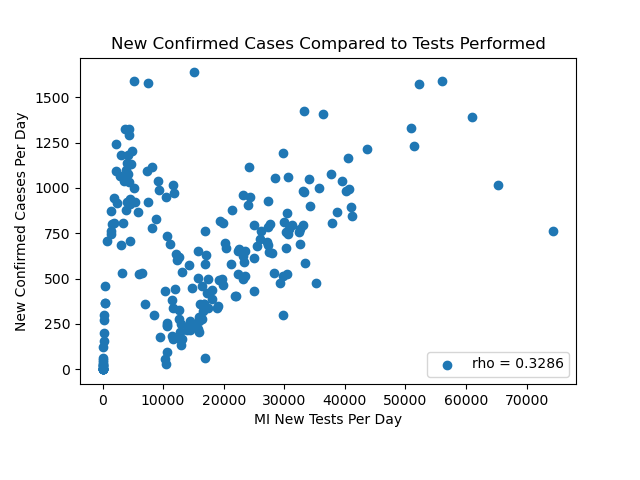 New Confirmed Cases Compared to Tests Performed
New Confirmed Caeses Per Day
1500
1250
1000
750
500
250
0
rho = 0.3286
0 10000 20000 30000 40000 50000 60000 70000
MI New Tests Per Day